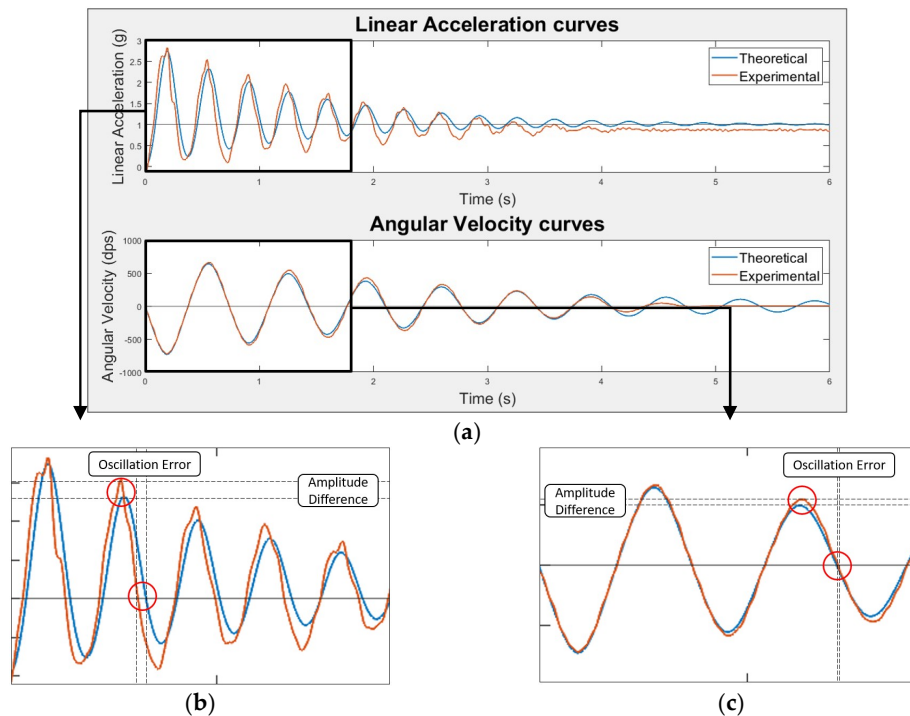 Linear Acceleration curves
Linear Acceleration (g)
3
2.5
2
1.5
1
0.5
0
Theoretical
Experimental
0 1 2 3 4 5 6
Time (s)
Angular Velocity curves
Angular Velocity (dps)
1000
500
0
-500
-1000
Theoretical
Experimental
0 1 2 3 4 5 6
Time (s)
(a)
Oscillation Error
Amplitude
Difference
(b)
Oscillation Error
Amplitude
Difference
(c)